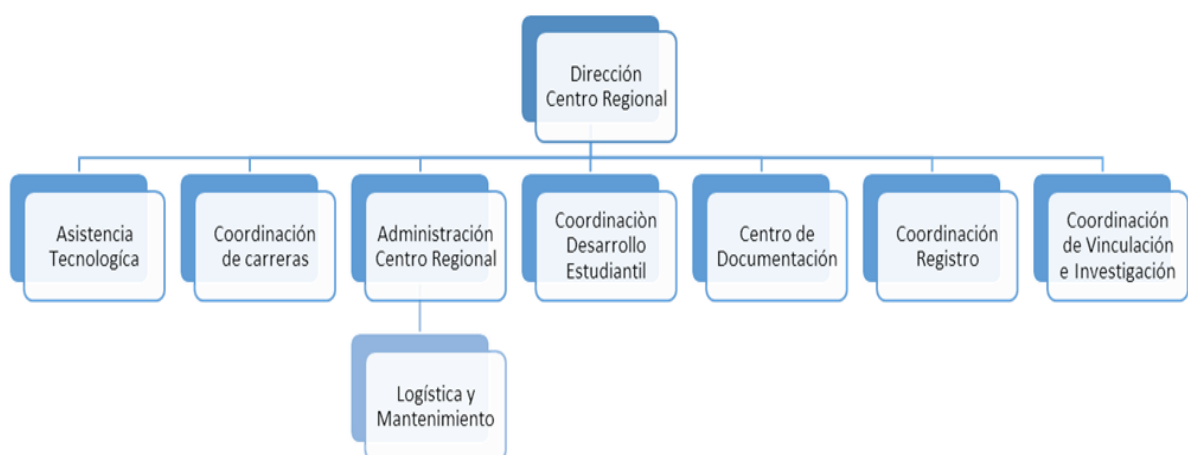 Dirección
Centro Regional
Asistencia
Tecnologíca
Coordinación
de carreras
Administración
Centro Regional
Coordinaciòn
Desarrollo
Estudiantil
Centro de
Documentación
Coordinación
Registro
Coordinación
de Vinculación
e Investigación
Logística y
Mantenimiento